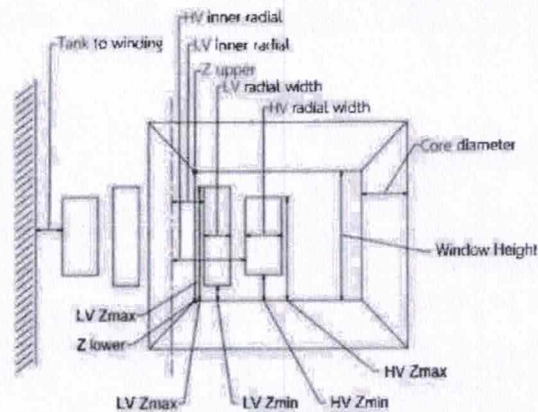 HV inner radial
LV inner radial
Tank to winding
Z upper
LV radial width
HV radial width
Core diameter
Window Height
LV Zmax
Z lower
HV Zmax
LV Zmax
LV Zmin
HV Zmin